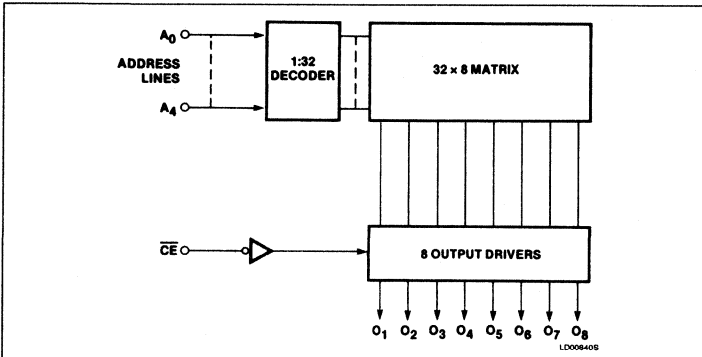 A0
ADDRESS
LINES
A4
1:32
DECODER
32 × 8 MATRIX
CE
8 OUTPUT DRIVERS
O1 O2 O3 O4 O5 O6 O7 O8
LD00840S